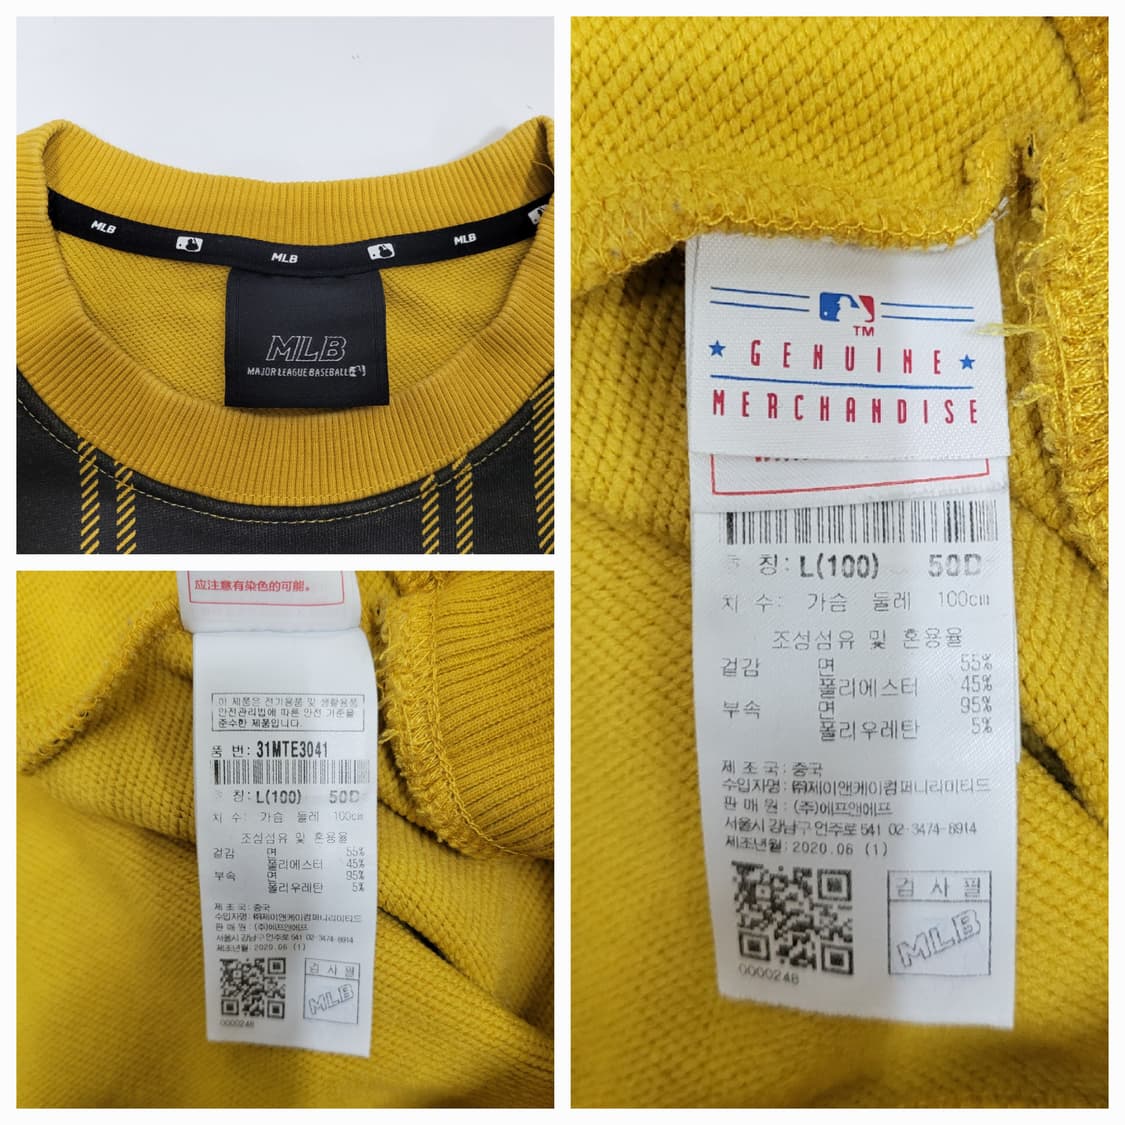 MLB
MLB
MLB
MLB
MAJOR LEAGUE BASEBALL
应注意有染色的可能。
이 제품은 전기용품 및 생활용품
안전관리법에 따른 안전 기준을
준수한 제품입니다.
품 번: 31MTE3041
칭: L(100) 50D
치 수: 가슴 둘레 100cm
조성섬유 및 혼용율
겉감 면 55%
폴리에스터 45%
부속 면 95%
폴리우레탄 5%
제 조 국: 중국
수입자명: ㈜제이앤케이컴퍼니리미티드
판 매 원: (주)에프앤에프
서울시 강남구 언주로 541 02-3474-8914
제조년월: 2020.06 (1)
0000248
검 사 필
MLB
TM
GENUINE
MERCHANDISE
칭: L(100) 50D
치 수: 가슴 둘레 100cm
조성섬유 및 혼용율
겉감 면 55%
폴리에스터 45%
부속 면 95%
폴리우레탄 5%
제 조 국: 중국
수입자명: ㈜제이앤케이컴퍼니리미티드
판 매 원: (주)에프앤에프
서울시 강남구 언주로 541 02-3474-8914
제조년월: 2020.06 (1)
0000248
검 사 필
MLB